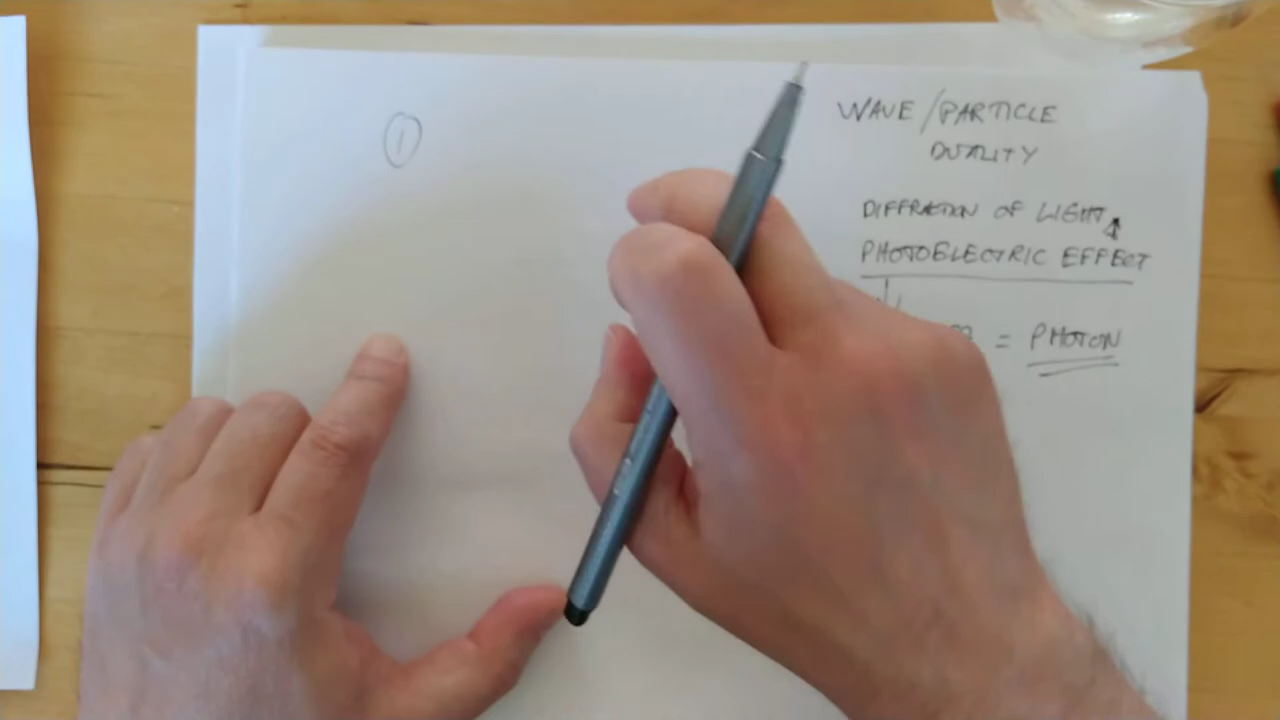 ①
WAVE/PARTICLE
DUALITY
DIFFRACTION OF LIGHT
PHOTOELECTRIC EFFECT
= PHOTON